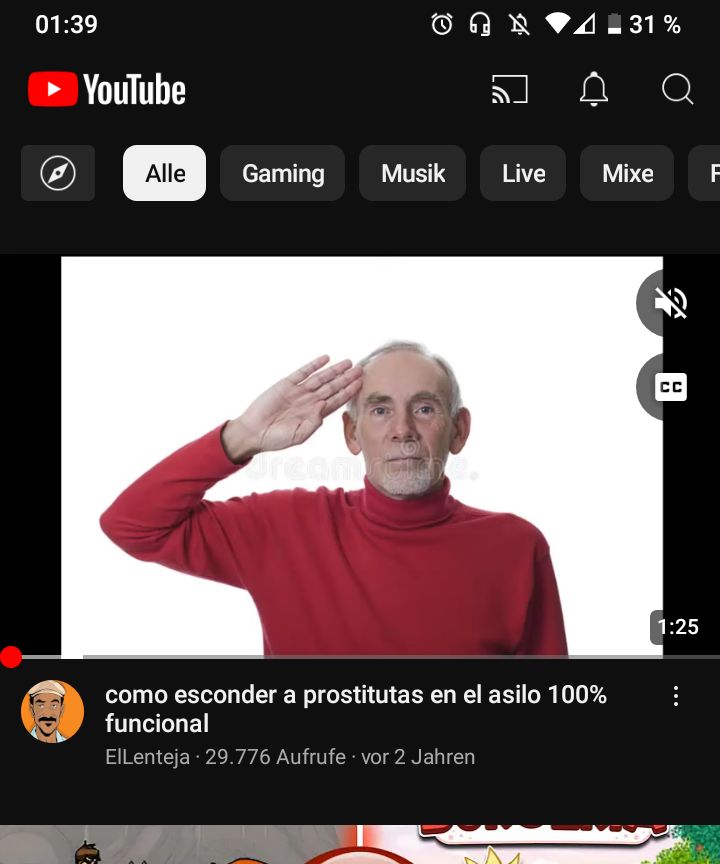 01:39 31 %
YouTube
Alle Gaming Musik Live Mixe F
dreamstime.
CC
1:25
como esconder a prostitutas en el asilo 100%
funcional
ElLenteja · 29.776 Aufrufe · vor 2 Jahren